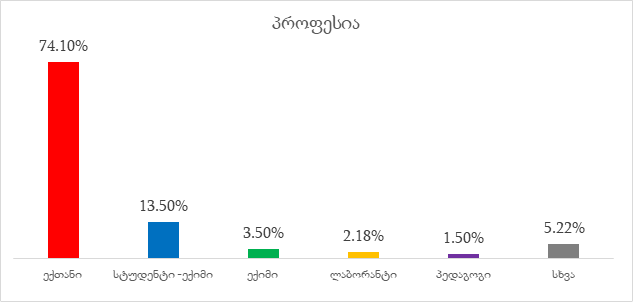 პროფესია
74.10%
13.50%
3.50%
2.18%
1.50%
5.22%
ექთანი
სტუდენტი -ექიმი
ექიმი
ლაბორანტი
პედაგოგი
სხვა